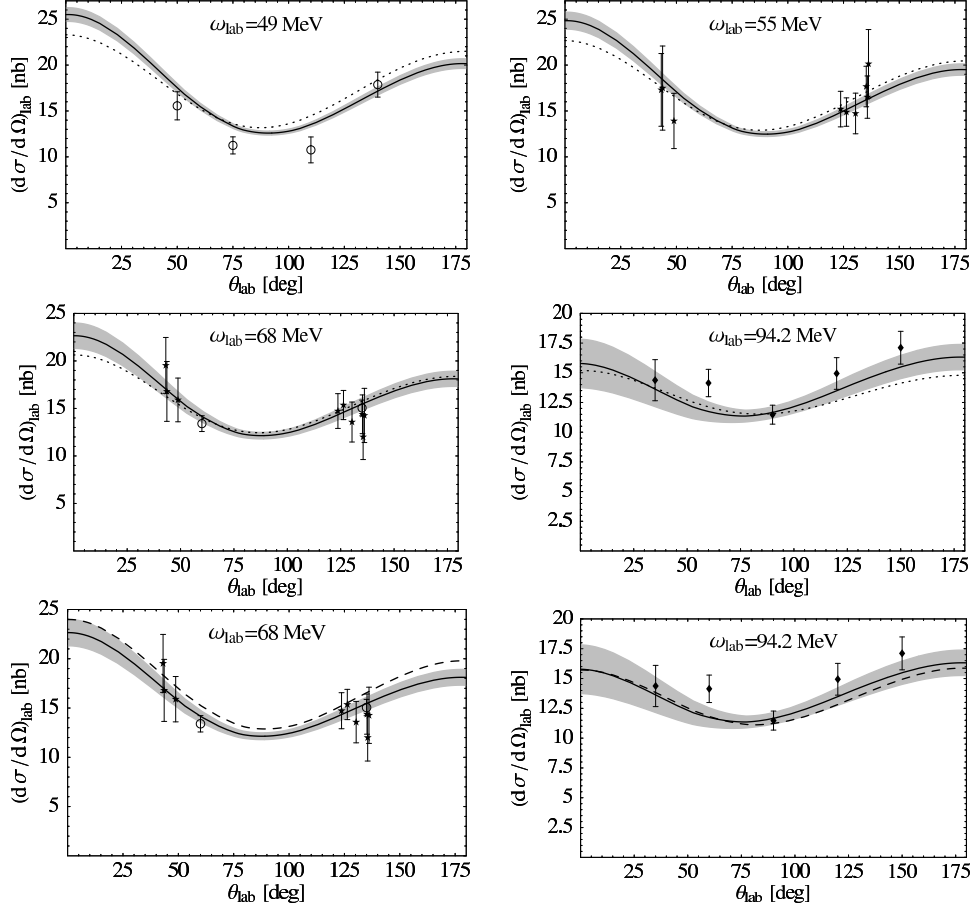 ω_lab=49 MeV
(dσ/dΩ)_lab [nb]
25
20
15
10
5
25 50 75 100 125 150 175
θ_lab [deg]
ω_lab=55 MeV
(dσ/dΩ)_lab [nb]
25
20
15
10
5
25 50 75 100 125 150 175
θ_lab [deg]
ω_lab=68 MeV
(dσ/dΩ)_lab [nb]
25
20
15
10
5
25 50 75 100 125 150 175
θ_lab [deg]
ω_lab=94.2 MeV
(dσ/dΩ)_lab [nb]
20
17.5
15
12.5
10
7.5
5
2.5
25 50 75 100 125 150 175
θ_lab [deg]
ω_lab=68 MeV
(dσ/dΩ)_lab [nb]
25
20
15
10
5
25 50 75 100 125 150 175
θ_lab [deg]
ω_lab=94.2 MeV
(dσ/dΩ)_lab [nb]
20
17.5
15
12.5
10
7.5
5
2.5
25 50 75 100 125 150 175
θ_lab [deg]